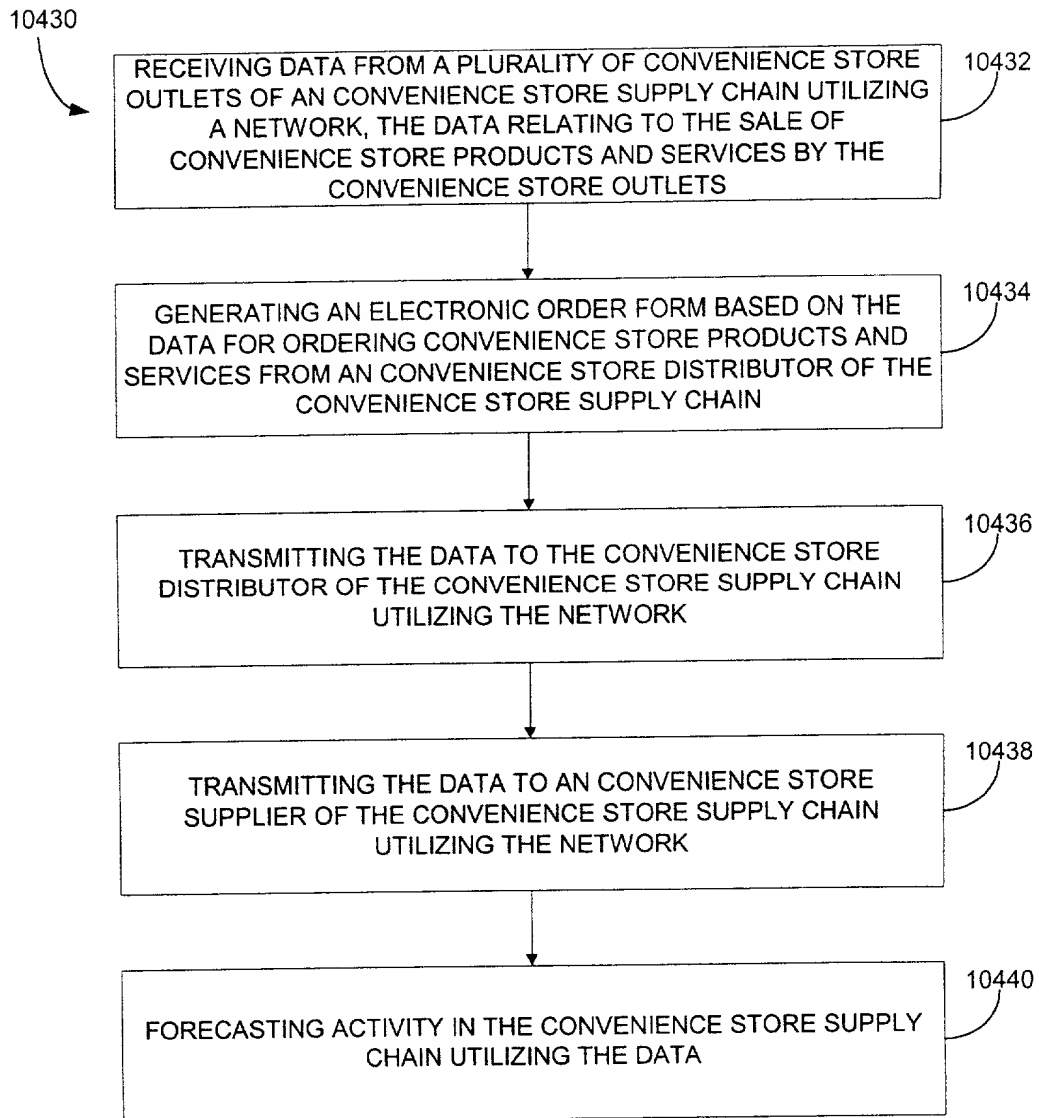 10430
RECEIVING DATA FROM A PLURALITY OF CONVENIENCE STORE
OUTLETS OF AN CONVENIENCE STORE SUPPLY CHAIN UTILIZING
A NETWORK, THE DATA RELATING TO THE SALE OF
CONVENIENCE STORE PRODUCTS AND SERVICES BY THE
CONVENIENCE STORE OUTLETS
10432
GENERATING AN ELECTRONIC ORDER FORM BASED ON THE
DATA FOR ORDERING CONVENIENCE STORE PRODUCTS AND
SERVICES FROM AN CONVENIENCE STORE DISTRIBUTOR OF THE
CONVENIENCE STORE SUPPLY CHAIN
10434
TRANSMITTING THE DATA TO THE CONVENIENCE STORE
DISTRIBUTOR OF THE CONVENIENCE STORE SUPPLY CHAIN
UTILIZING THE NETWORK
10436
TRANSMITTING THE DATA TO AN CONVENIENCE STORE
SUPPLIER OF THE CONVENIENCE STORE SUPPLY CHAIN
UTILIZING THE NETWORK
10438
FORECASTING ACTIVITY IN THE CONVENIENCE STORE SUPPLY
CHAIN UTILIZING THE DATA
10440